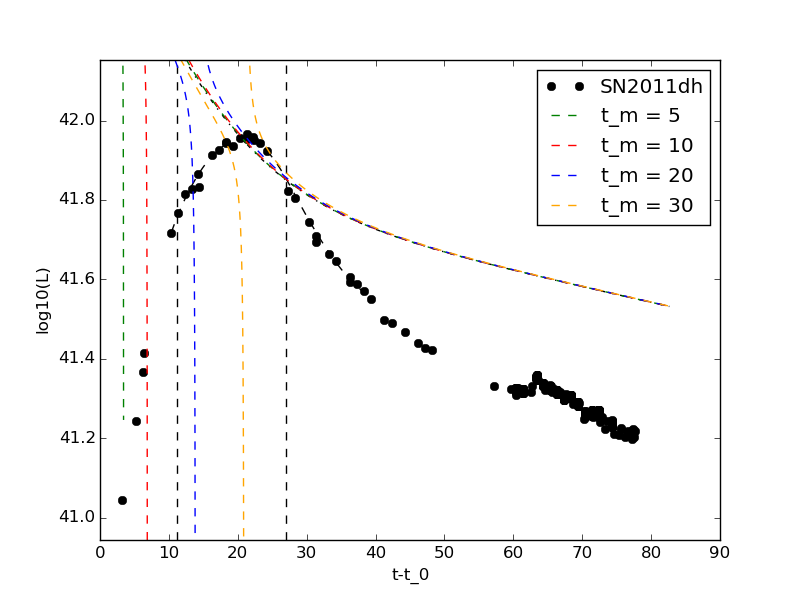 SN2011dh
t_m = 5
t_m = 10
t_m = 20
t_m = 30
42.0
41.8
41.6
41.4
41.2
41.0
log10(L)
0 10 20 30 40 50 60 70 80 90
t-t_0